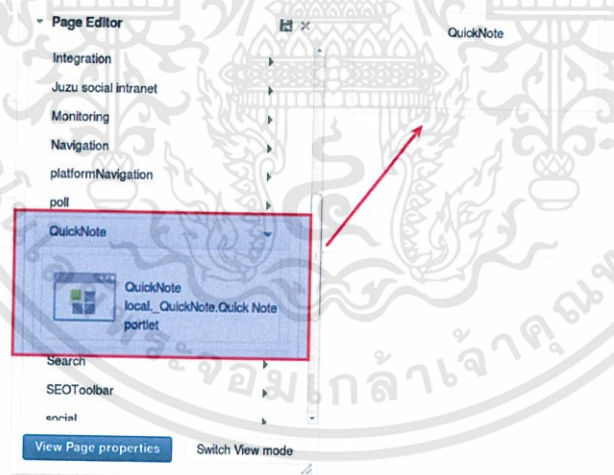 Page Editor
QuickNote
Integration
Juzu social intranet
Monitoring
Navigation
platformNavigation
poll
QuickNote
QuickNote
local._QuickNote.Quick Note
portlet
Search
SEOToolbar
social
View Page properties
Switch View mode